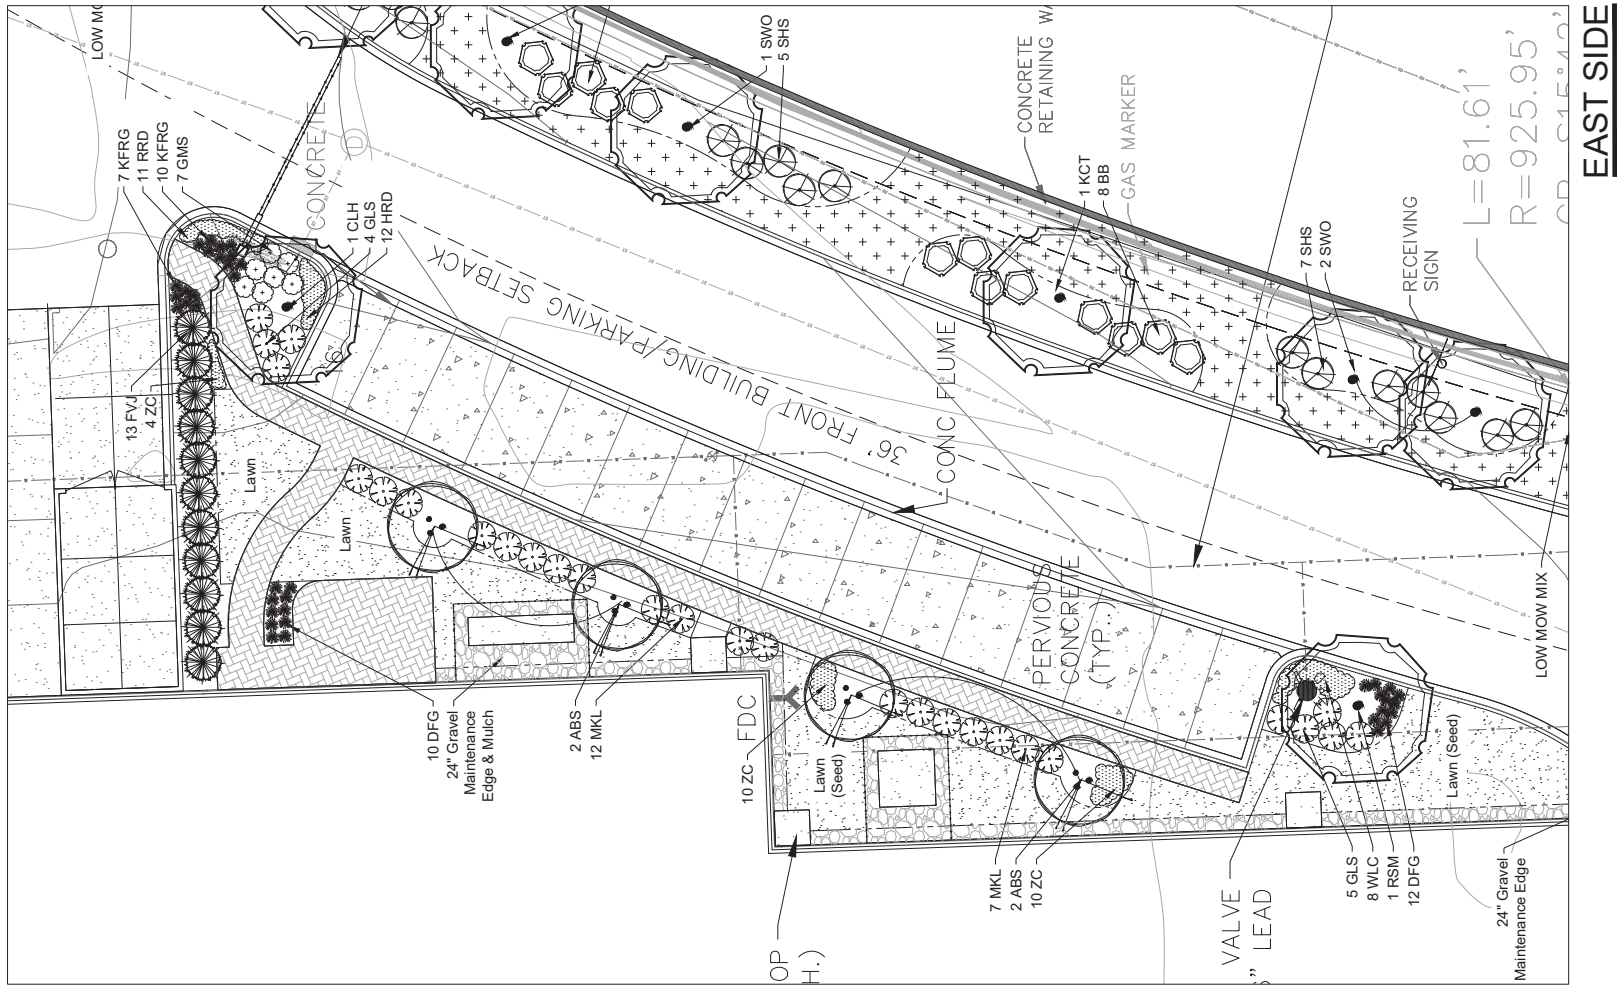 EAST SIDE
LOW MO
7 KFRG
11 RRD
10 KFRG
7 GMS
CONCRETE
D
1 CLH
4 GLS
12 HRD
1 SWO
5 SHS
CONCRETE
RETAINING WA
GAS MARKER
1 KCT
8 BB
L=81.61'
R=925.95'
7 SHS
2 SWO
RECEIVING
SIGN
36' FRONT BUILDING/PARKING SETBACK
CONC FLUME
13 FVJ
4 ZC
6
Lawn
Lawn
PERVIOUS
CONCRETE
(TYP.)
LOW MOW MIX
10 DFG
24" Gravel
Maintenance
Edge & Mulch
2 ABS
12 MKL
10 ZC
FDC
Lawn
(Seed)
Lawn (Seed)
7 MKL
2 ABS
10 ZC
5 GLS
8 WLC
1 RSM
12 DFG
24" Gravel
Maintenance Edge
VALVE
" LEAD
OP
H.)